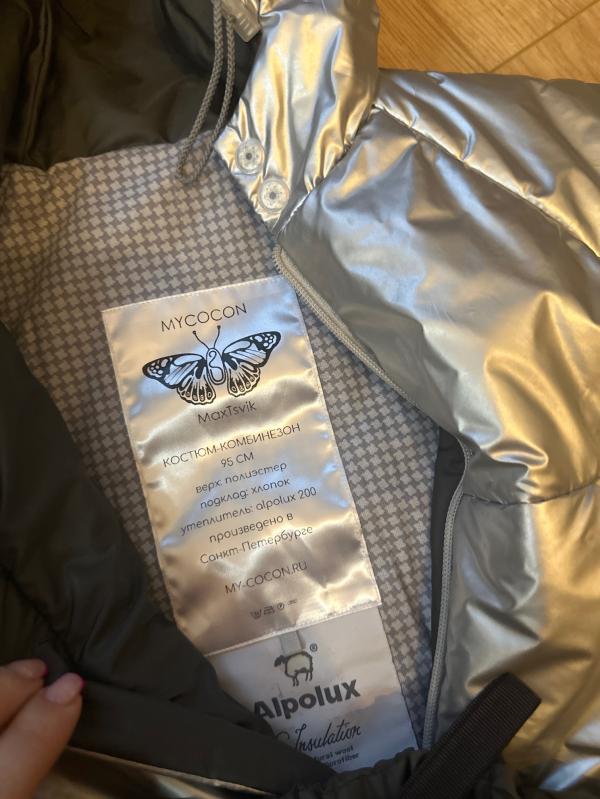 MYCOCON
MaxTsvik
КОСТЮМ-КОМБИНЕЗОН
95 СМ
верх: полиэстер
подклад: хлопок
утеплитель: alpolux 200
произведено в
Санкт-Петербурге
MY-COCON.RU
®
Alpolux
Insulation
wool